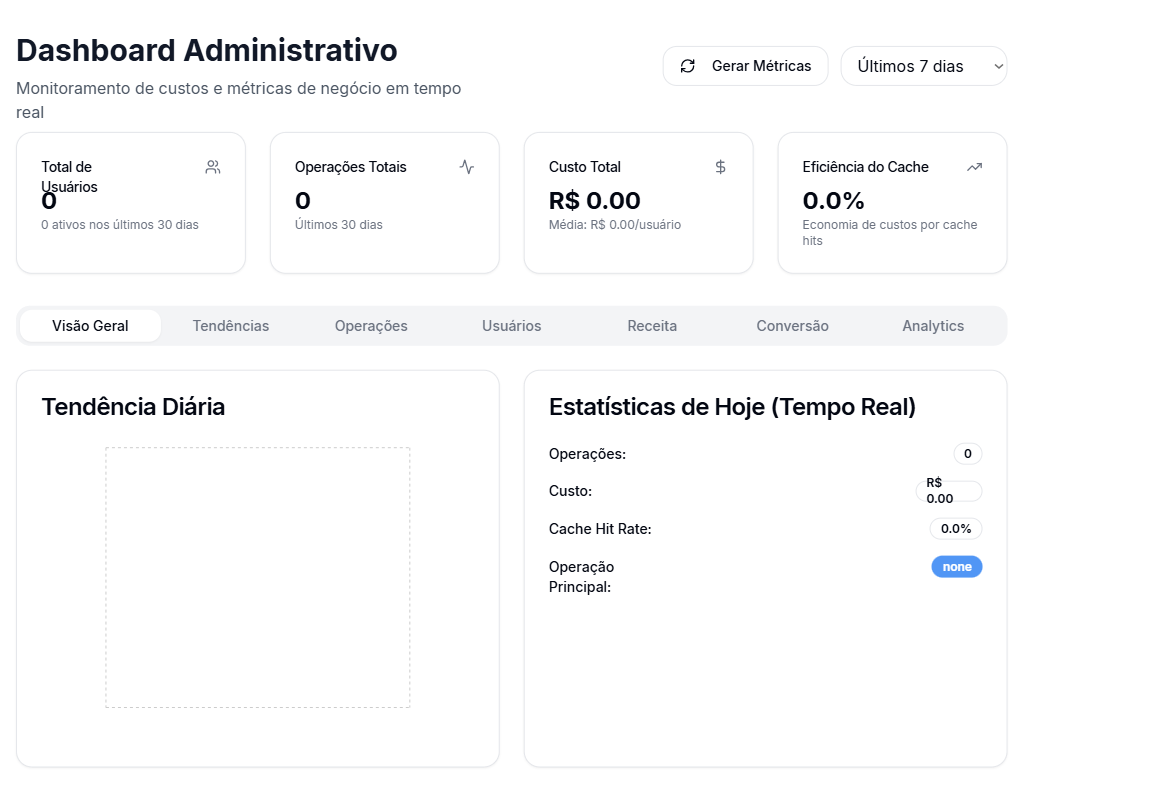 Dashboard Administrativo
Monitoramento de custos e métricas de negócio em tempo
real
Gerar Métricas
Últimos 7 dias
Total de
Usuários
0
0 ativos nos últimos 30 dias
Operações Totais
0
Últimos 30 dias
Custo Total
R$ 0.00
Média: R$ 0.00/usuário
Eficiência do Cache
0.0%
Economia de custos por cache
hits
Visão Geral
Tendências
Operações
Usuários
Receita
Conversão
Analytics
Tendência Diária
Estatísticas de Hoje (Tempo Real)
Operações:
0
Custo:
R$
0.00
Cache Hit Rate:
0.0%
Operação
Principal:
none